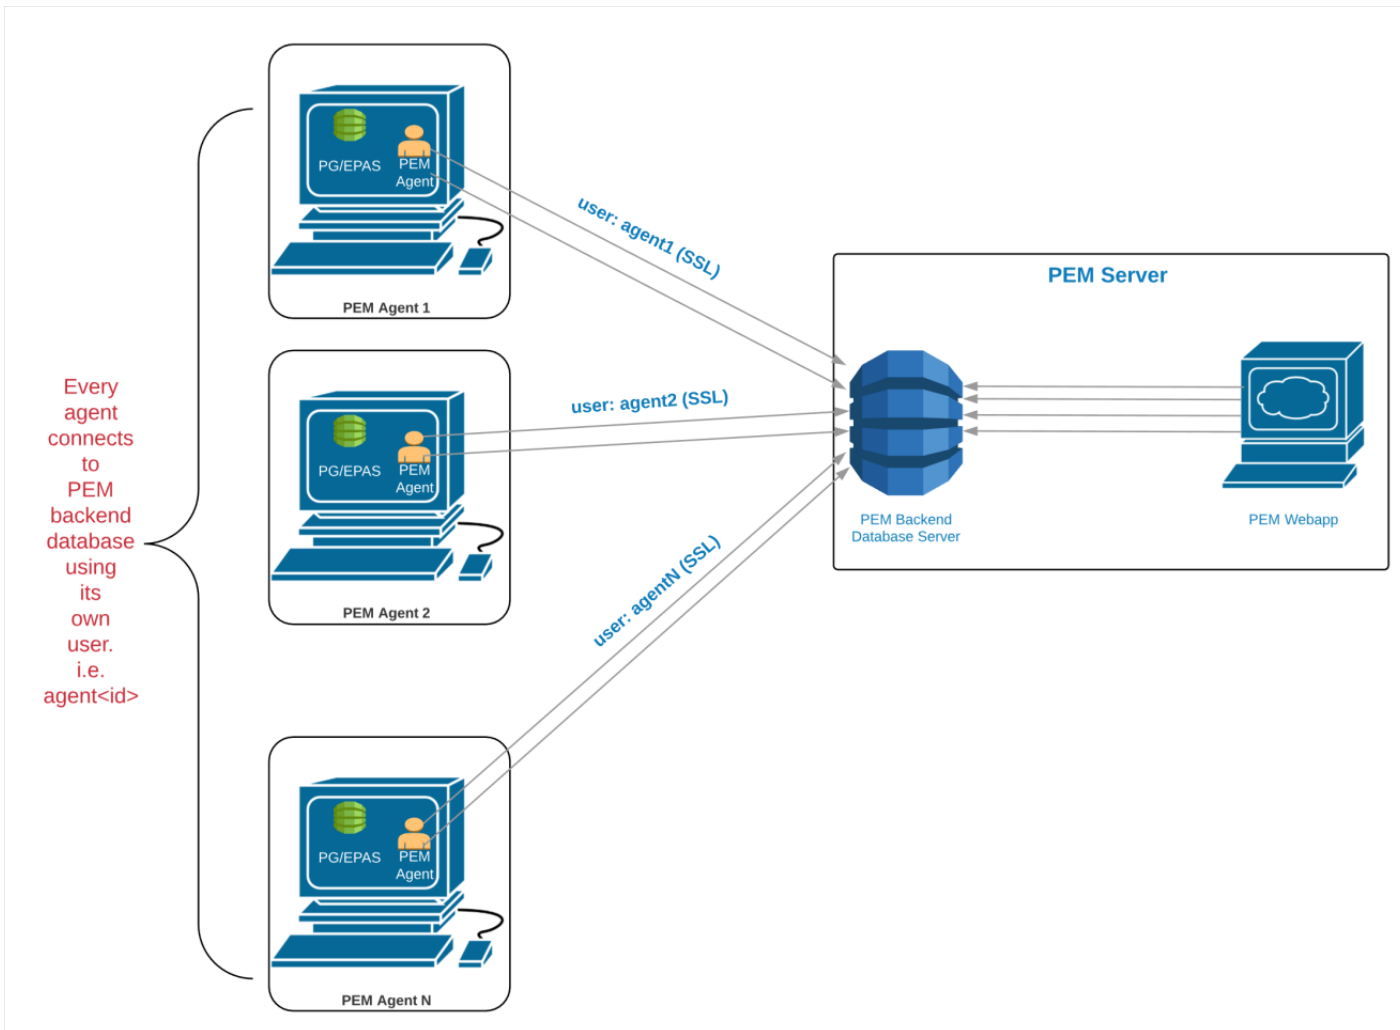 Every
agent
connects
to
PEM
backend
database
using
its
own
user.
i.e.
agent<id>
PG/EPAS
PEM
Agent
PEM Agent 1
user: agent1 (SSL)
PG/EPAS
PEM
Agent
PEM Agent 2
user: agent2 (SSL)
PG/EPAS
PEM
Agent
PEM Agent N
user: agentN (SSL)
PEM Server
PEM Backend
Database Server
PEM Webapp